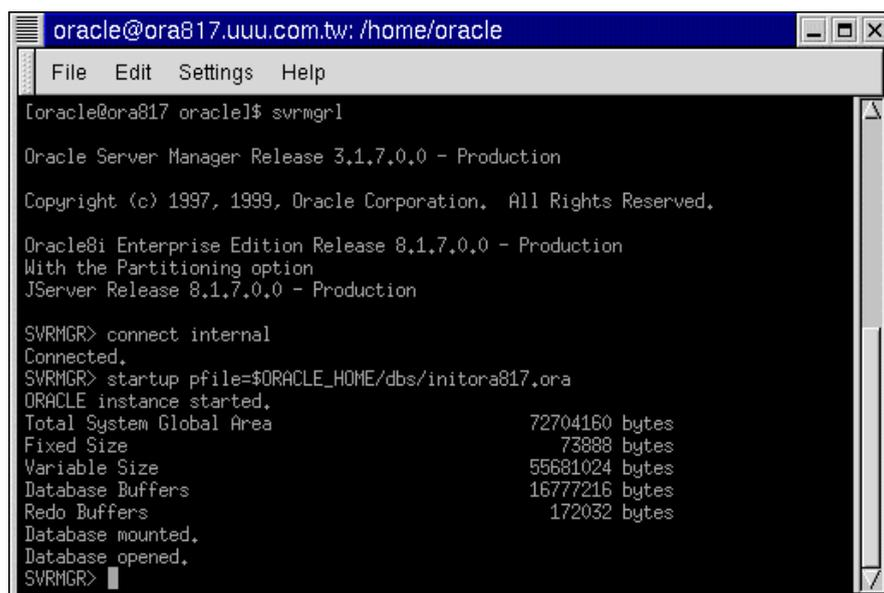 oracle@ora817.uuu.com.tw: /home/oracle
File Edit Settings Help
[oracle@ora817 oracle]$ svrmgrl
Oracle Server Manager Release 3.1.7.0.0 - Production
Copyright (c) 1997, 1999, Oracle Corporation. All Rights Reserved.
Oracle8i Enterprise Edition Release 8.1.7.0.0 - Production
With the Partitioning option
JServer Release 8.1.7.0.0 - Production
SVRMGR> connect internal
Connected.
SVRMGR> startup pfile=$ORACLE_HOME/dbs/initora817.ora
ORACLE instance started.
Total System Global Area 72704160 bytes
Fixed Size 73888 bytes
Variable Size 55681024 bytes
Database Buffers 16777216 bytes
Redo Buffers 172032 bytes
Database mounted.
Database opened.
SVRMGR>